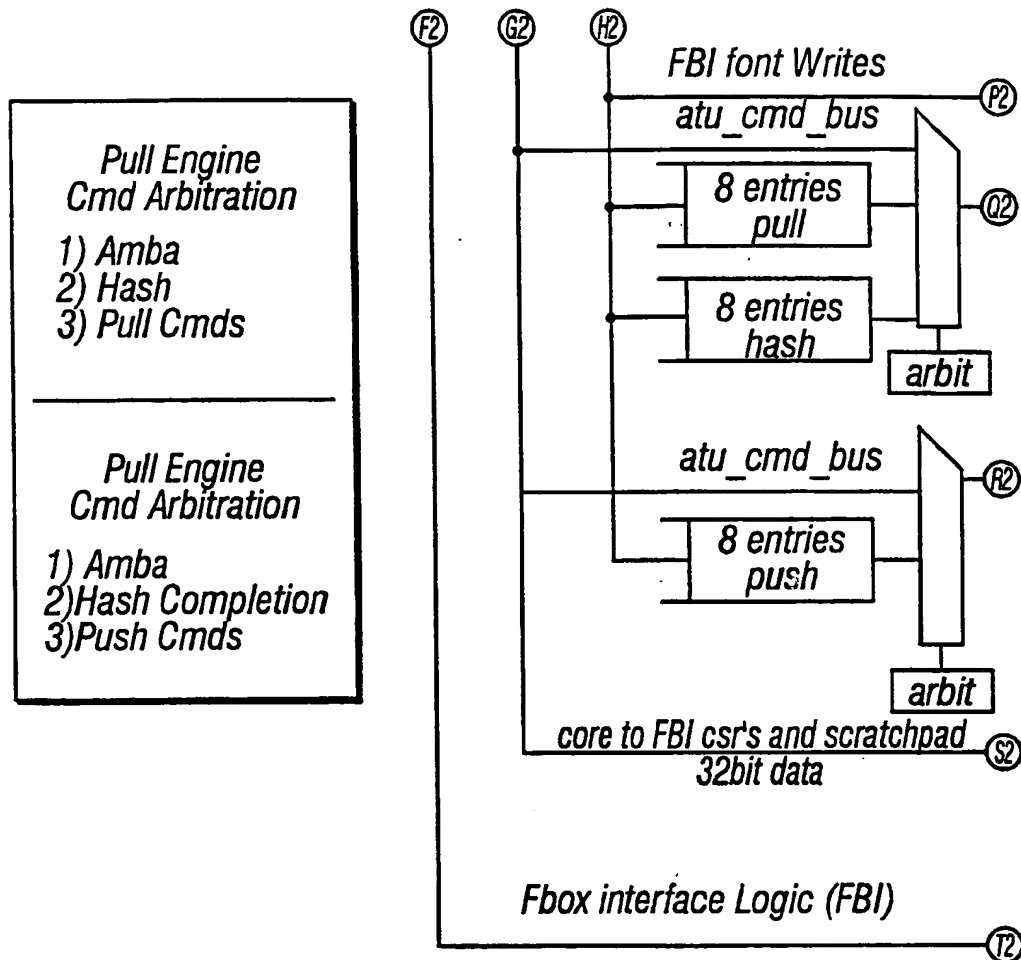 F2
G2
H2
FBI font Writes
P2
atu_cmd_bus
8 entries
pull
Q2
8 entries
hash
arbit
Pull Engine
Cmd Arbitration
1) Amba
2) Hash
3) Pull Cmds
Pull Engine
Cmd Arbitration
1) Amba
2)Hash Completion
3)Push Cmds
atu_cmd_bus
R2
8 entries
push
arbit
core to FBI csr's and scratchpad
32bit data
S2
Fbox interface Logic (FBI)
T2